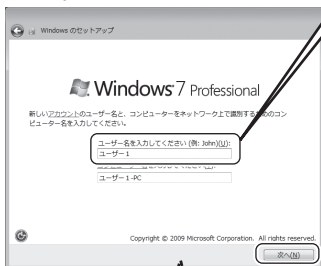 Windows のセットアップ
Windows 7 Professional
新しいアカウントのユーザー名と、コンピューターをネットワーク上で識別するためのコン
ピューター名を入力してください。
ユーザー名を入力してください (例: John)(U):
ユーザー1
ユーザー1-PC
Copyright © 2009 Microsoft Corporation. All rights reserved.
次へ(N)